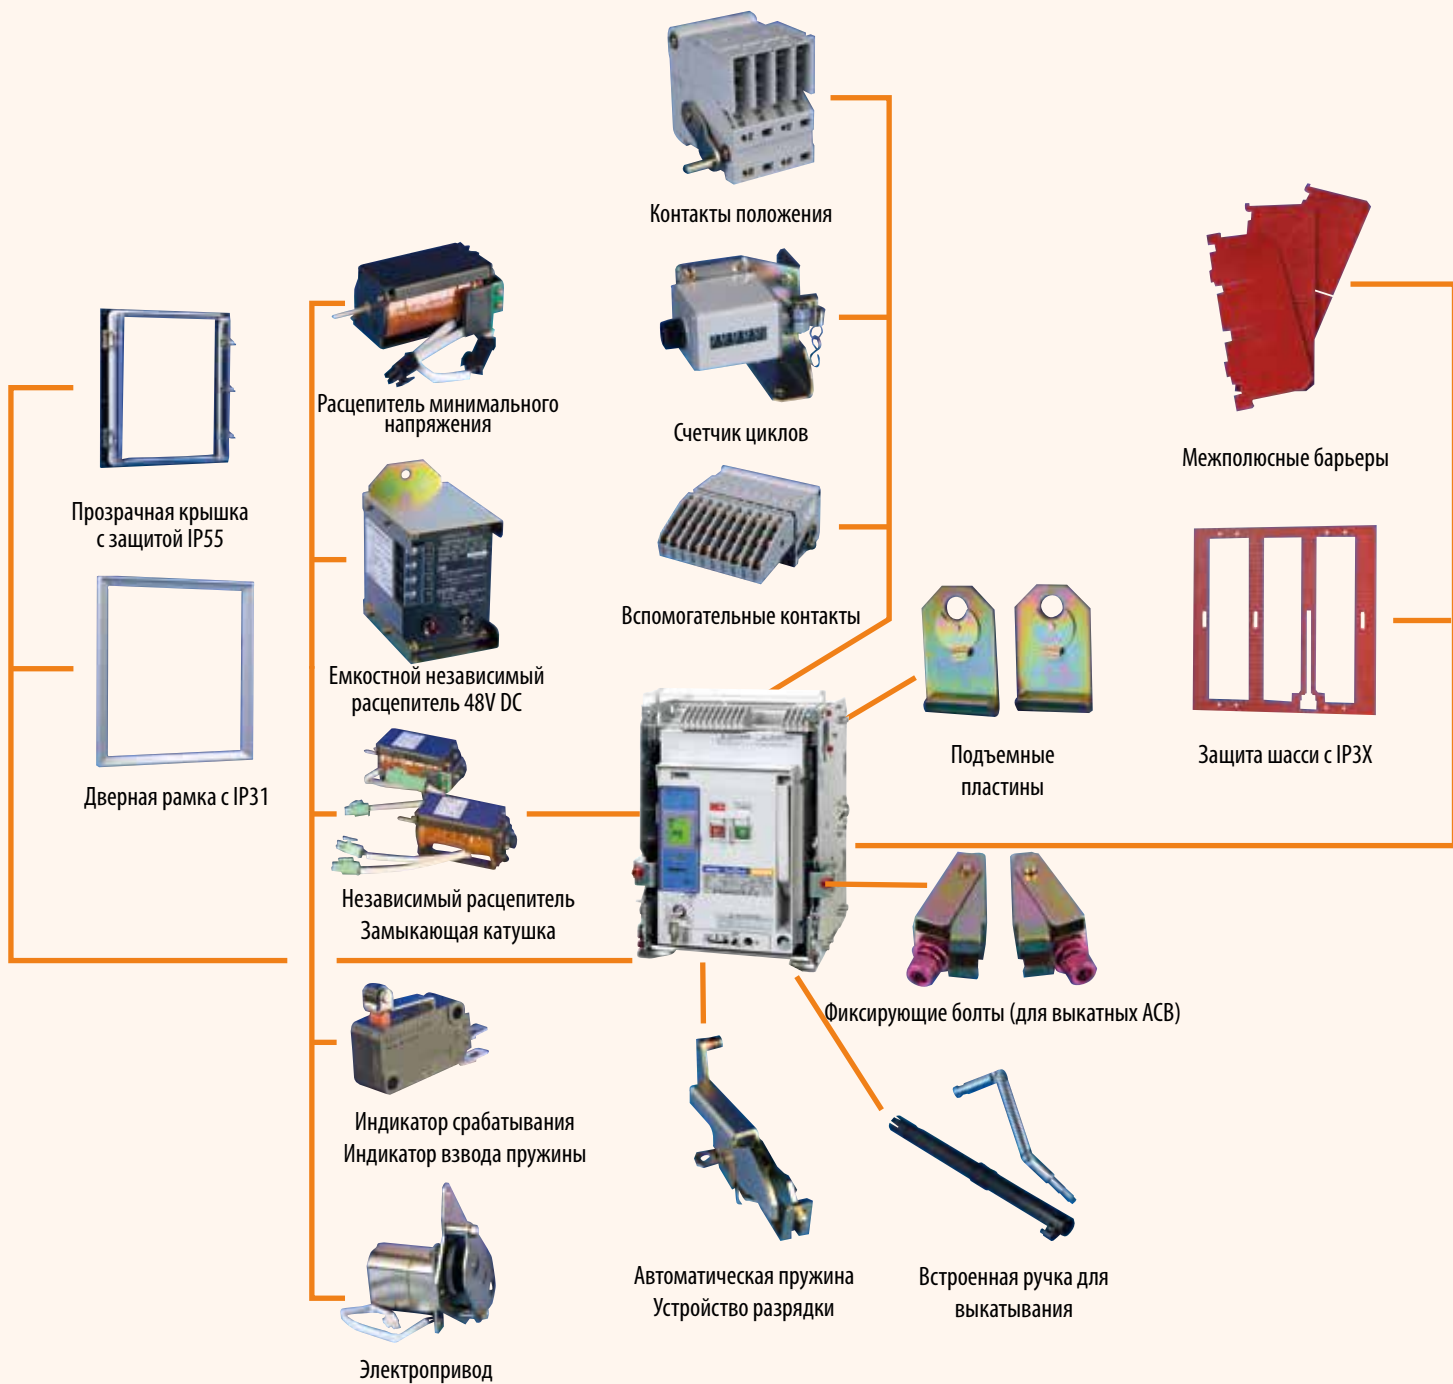 Контакты положения
Расцепитель минимального
напряжения
Счетчик циклов
Межполюсные барьеры
Прозрачная крышка
с защитой IP55
Вспомогательные контакты
Емкостной независимый
расцепитель 48V DC
Дверная рамка с IP31
Подъемные
пластины
Защита шасси с IP3X
Независимый расцепитель
Замыкающая катушка
Фиксирующие болты (для выкатных ACB)
Индикатор срабатывания
Индикатор взвода пружины
Автоматическая пружина
Устройство разрядки
Встроенная ручка для
выкатывания
Электропривод